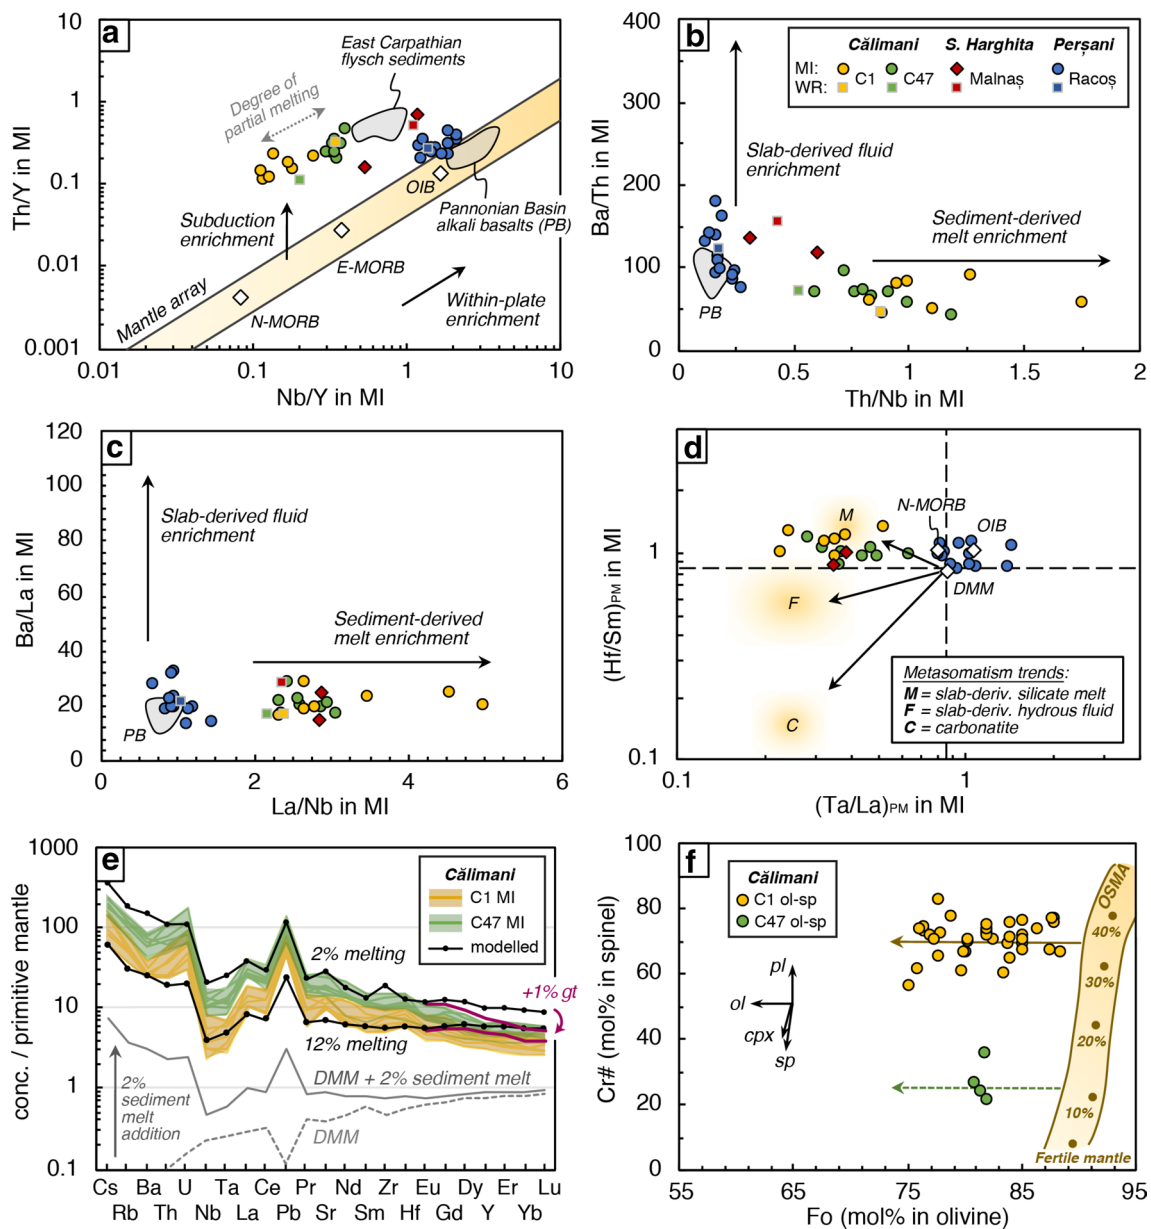 a
10
1
0.1
0.01
0.001
0.01
0.1
1
10
Th/Y in MI
Nb/Y in MI
East Carpathian
flysch sediments
Degree of
partial melting
Subduction
enrichment
OIB
Pannonian Basin
alkali basalts (PB)
E-MORB
N-MORB
Mantle array
Within-plate
enrichment
b
400
300
200
100
0
0
0.5
1
1.5
2
Ba/Th in MI
Th/Nb in MI
Călimani
S. Harghita
Perșani
MI:
C1
C47
Malnaș
Racoș
WR:
Slab-derived fluid
enrichment
Sediment-derived
melt enrichment
PB
c
120
100
80
60
40
20
0
0
2
4
6
Ba/La in MI
La/Nb in MI
Slab-derived fluid
enrichment
Sediment-derived
melt enrichment
PB
d
1
0.1
0.1
1
(Hf/Sm)PM in MI
(Ta/La)PM in MI
N-MORB
M
OIB
F
DMM
C
Metasomatism trends:
M = slab-deriv. silicate melt
F = slab-deriv. hydrous fluid
C = carbonatite
e
1000
100
10
1
0.1
conc. / primitive mantle
Călimani
C1 MI
C47 MI
modelled
2% melting
+1% gt
12% melting
DMM + 2% sediment melt
2%
sediment
melt
addition
DMM
Cs Ba U Ta Ce Pr Nd Zr Eu Dy Er Lu
Rb Th Nb La Pb Sr Sm Hf Gd Y Yb
f
100
80
60
40
20
0
55
65
75
85
95
Cr# (mol% in spinel)
Fo (mol% in olivine)
Călimani
C1 ol-sp
C47 ol-sp
OSMA
40%
30%
20%
10%
Fertile mantle
pl
ol
cpx
sp